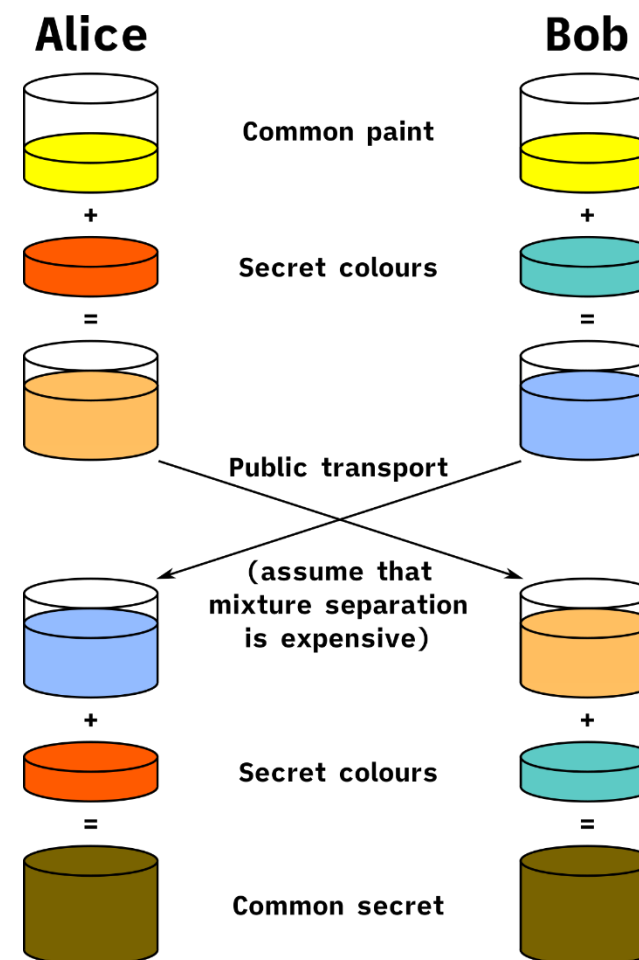 Alice Bob
Common paint
+ +
Secret colours
= =
Public transport
(assume that
mixture separation
is expensive)
+ +
Secret colours
= =
Common secret